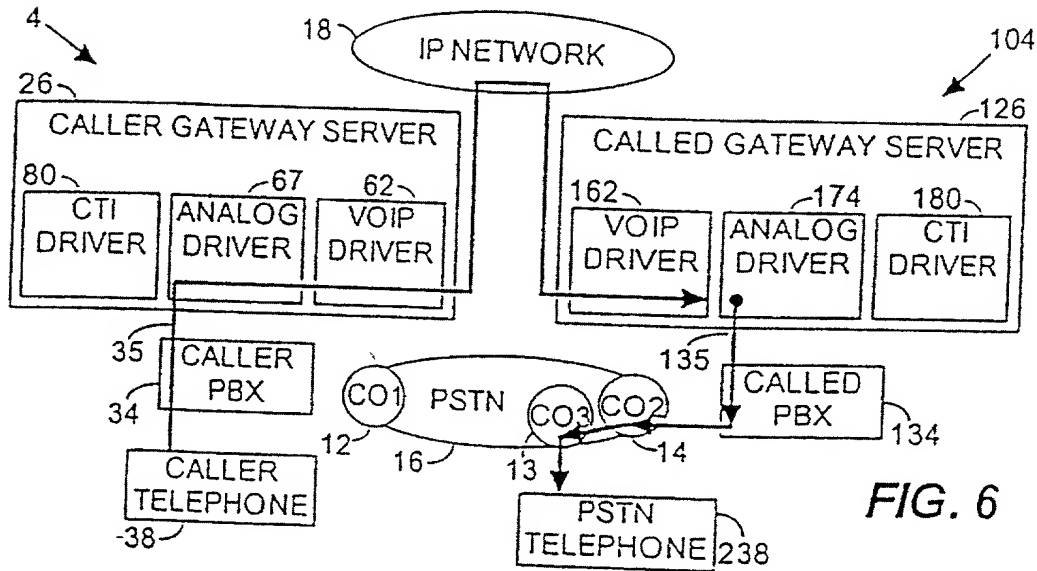 4
18
IP NETWORK
104
26
CALLER GATEWAY SERVER
80
CTI
DRIVER
67
ANALOG
DRIVER
62
VOIP
DRIVER
126
CALLED GATEWAY SERVER
162
VOIP
DRIVER
174
ANALOG
DRIVER
180
CTI
DRIVER
35
CALLER
PBX
34
135
CALLED
PBX
134
CO1
PSTN
CO3
CO2
12
16
13
14
CALLER
TELEPHONE
38
PSTN
TELEPHONE
238
FIG. 6